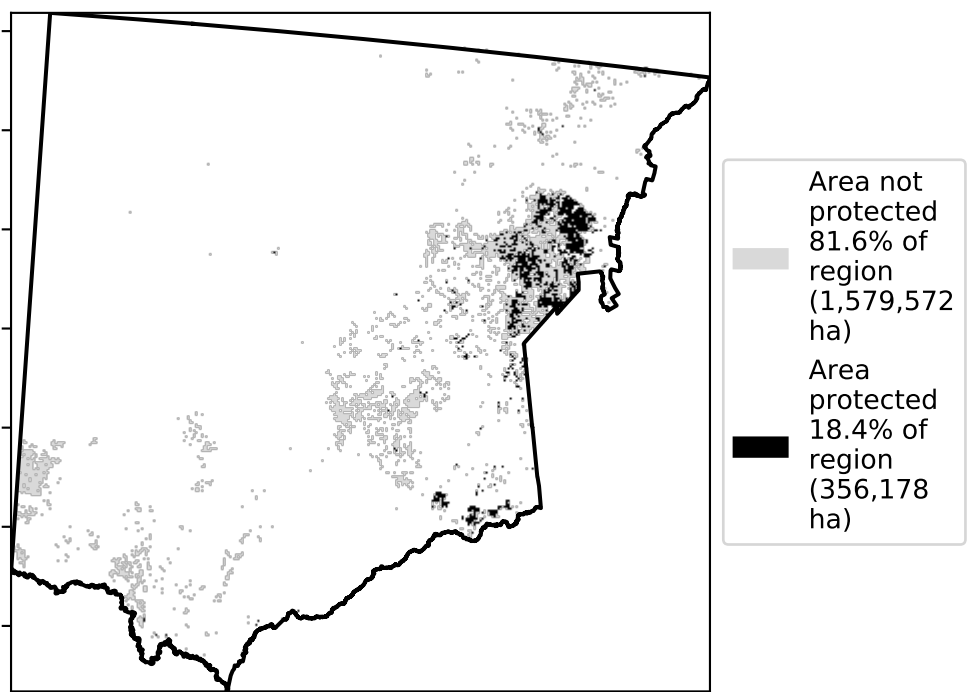 Area not
protected
81.6% of
region
(1,579,572
ha)
Area
protected
18.4% of
region
(356,178
ha)